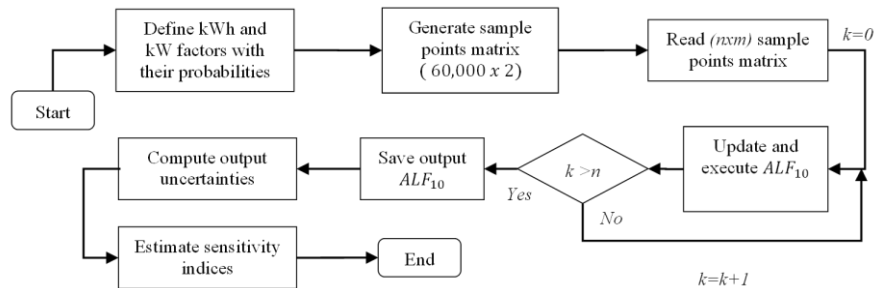 Start
Define kWh and
kW factors with
their probabilities
Generate sample
points matrix
( 60,000 x 2)
Read (nxm) sample
points matrix
k=0
Update and
execute ALF₁₀
k >n
Yes
No
k=k+1
Save output
ALF₁₀
Compute output
uncertainties
Estimate sensitivity
indices
End